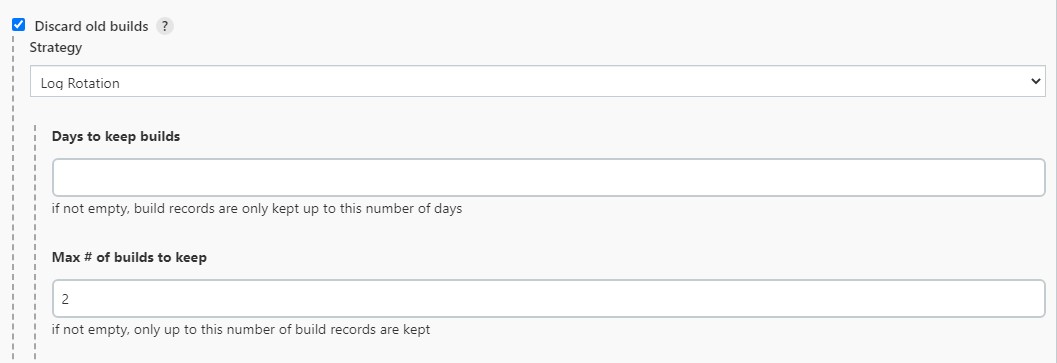 Discard old builds ?
Strategy
Log Rotation
Days to keep builds
if not empty, build records are only kept up to this number of days
Max # of builds to keep
2
if not empty, only up to this number of build records are kept